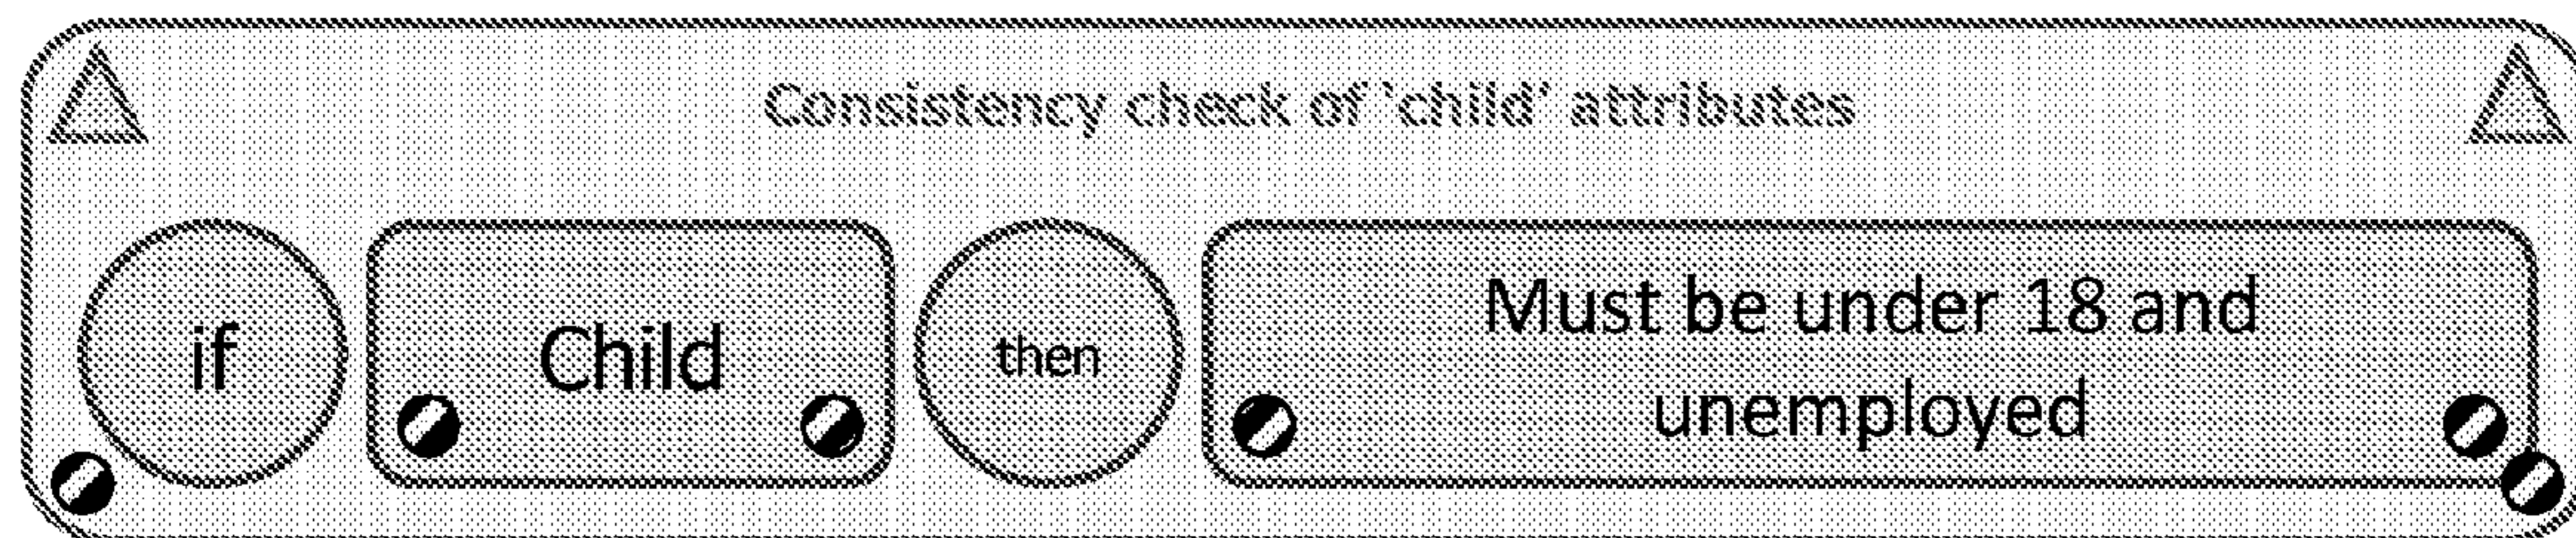 Consistency check of `child’ attributes
if
Child
then
Must be under 18 and
unemployed